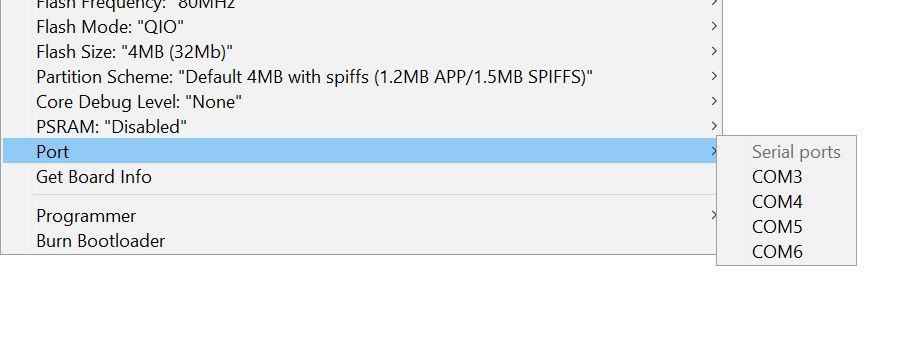 Flash Frequency: "80MHz"
Flash Mode: "QIO"
Flash Size: "4MB (32Mb)"
Partition Scheme: "Default 4MB with spiffs (1.2MB APP/1.5MB SPIFFS)"
Core Debug Level: "None"
PSRAM: "Disabled"
Port
Get Board Info
Programmer
Burn Bootloader
Serial ports
COM3
COM4
COM5
COM6